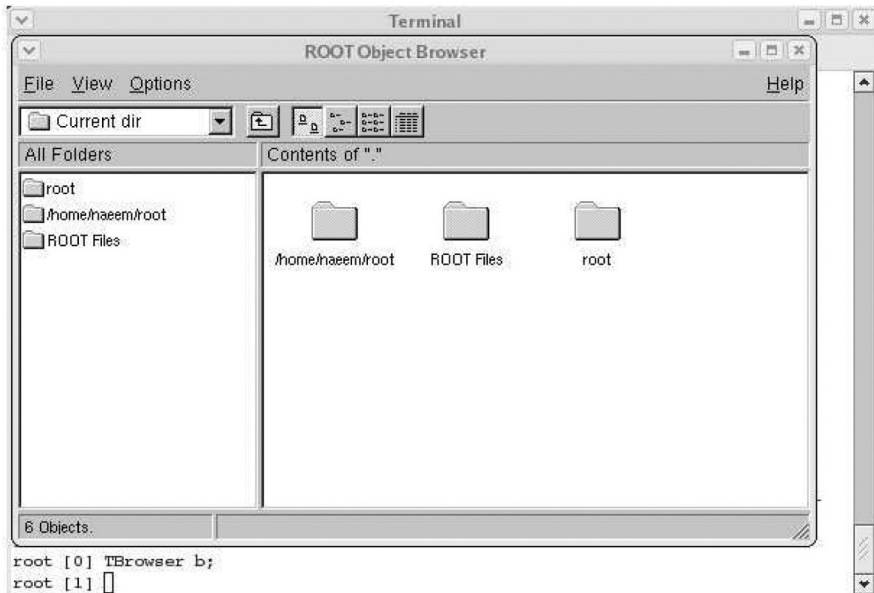 Terminal
ROOT Object Browser
File View Options Help
Current dir
All Folders
Contents of "."
root
/home/naeem/root
ROOT Files
/home/naeem/root
ROOT Files
root
6 Objects.
root [0] TBrowser b;
root [1]